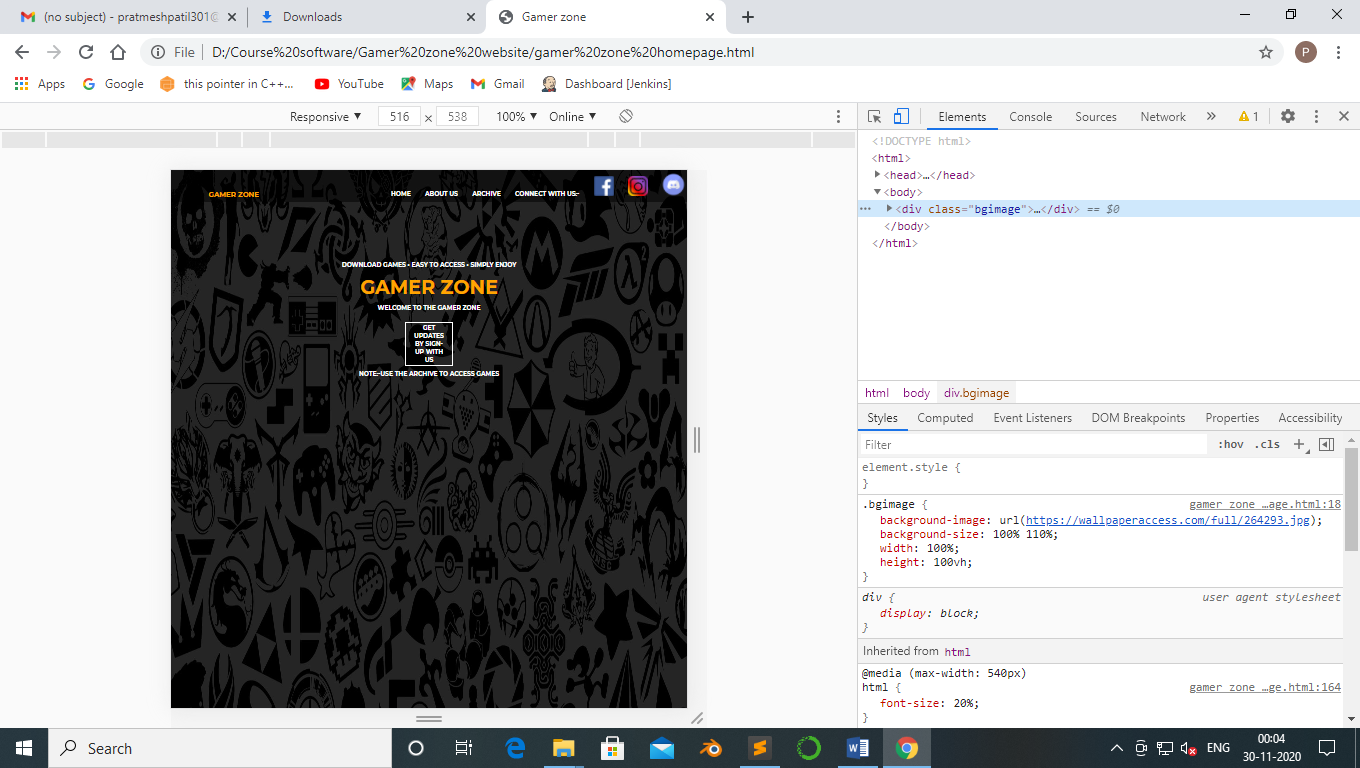 (no subject) - pratmeshpatil301@
Downloads
Gamer zone
File D:/Course%20software/Gamer%20zone%20website/gamer%20zone%20homepage.html
P
Apps Google this pointer in C++... YouTube Maps Gmail Dashboard [Jenkins]
Responsive ▼ 516 x 538 100% ▼ Online ▼
Elements Console Sources Network » 1
<!DOCTYPE html>
<html>
<head>…</head>
<body>
<div class="bgimage">…</div> == $0
</body>
</html>
GAMER ZONE HOME ABOUT US ARCHIVE CONNECT WITH US:-
DOWNLOAD GAMES • EASY TO ACCESS • SIMPLY ENJOY
GAMER ZONE
WELCOME TO THE GAMER ZONE
GET
UPDATES
BY SIGN-
UP WITH
US
NOTE:-USE THE ARCHIVE TO ACCESS GAMES
html body div.bgimage
Styles Computed Event Listeners DOM Breakpoints Properties Accessibility
Filter :hov .cls +
element.style {
}
.bgimage { gamer zone …age.html:18
background-image: url(https://wallpaperaccess.com/full/264293.jpg);
background-size: 100% 110%;
width: 100%;
height: 100vh;
}
div { user agent stylesheet
display: block;
}
Inherited from html
@media (max-width: 540px)
html { gamer zone …ge.html:164
font-size: 20%;
}
Search
ENG
00:04
30-11-2020